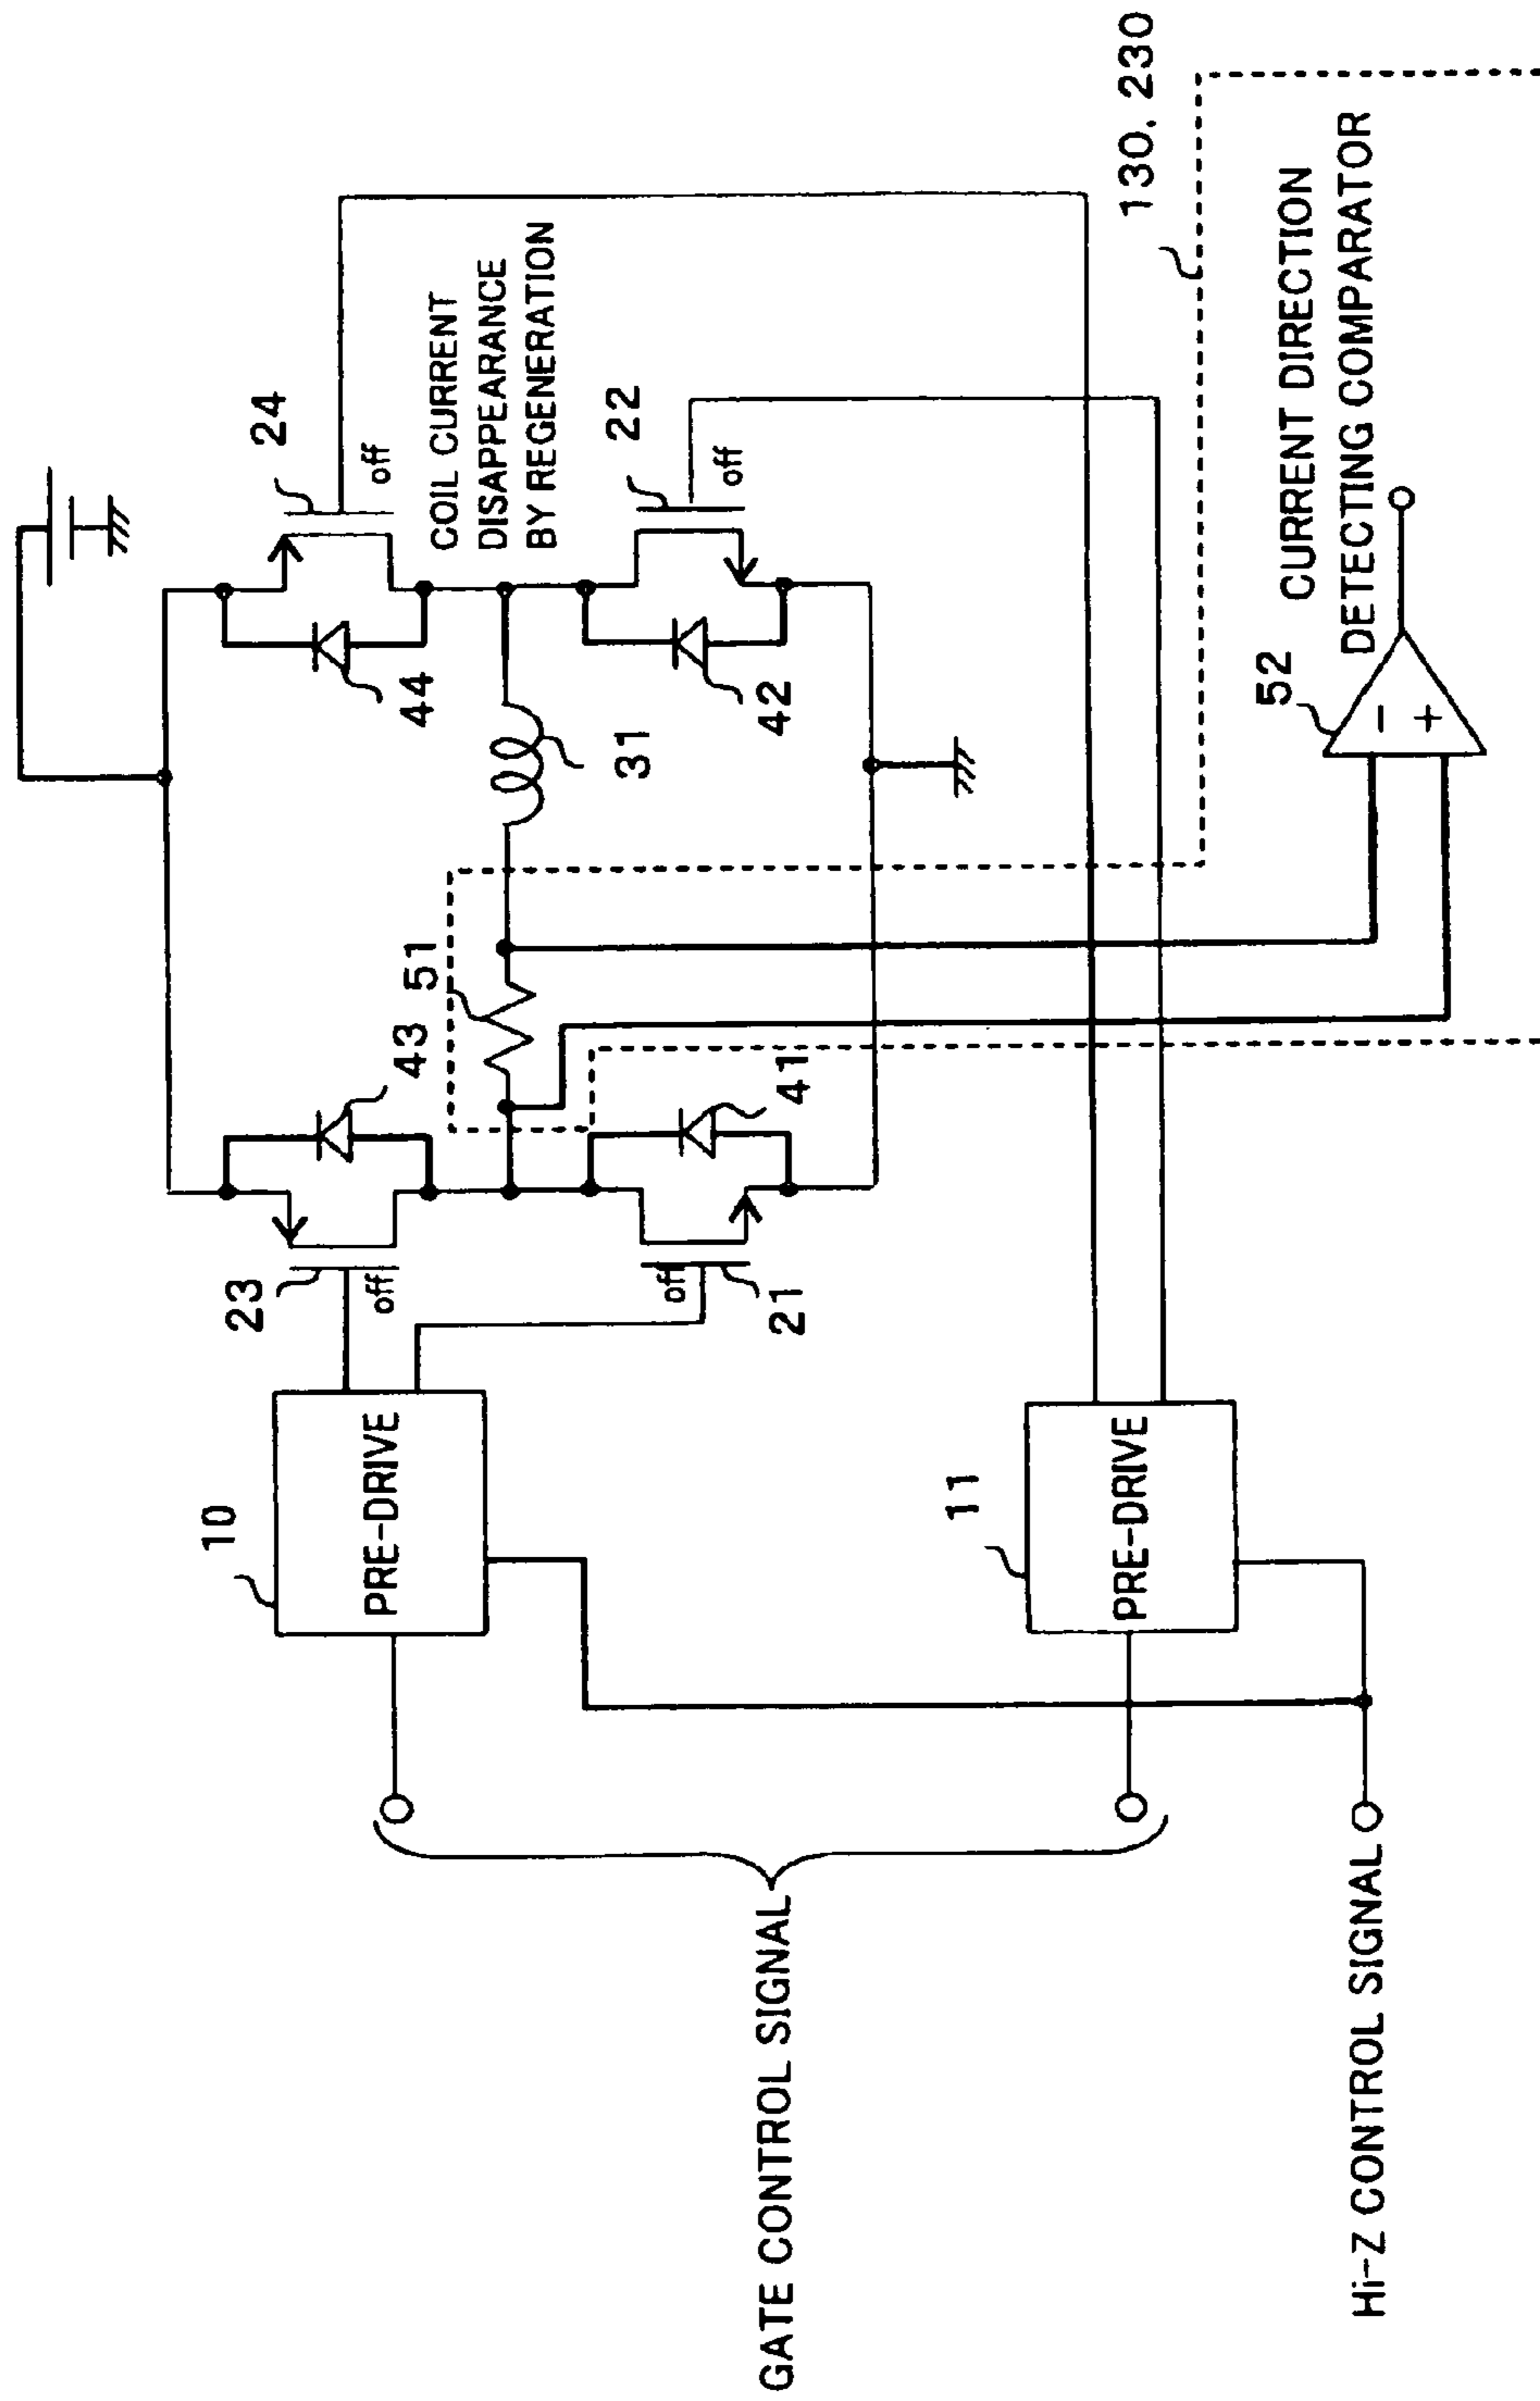 24
off
COIL CURRENT
DISAPPEARANCE
BY REGENERATION
22
off
44
42
31
130, 230
CURRENT DIRECTION
DETECTING COMPARATOR
52
-
+
51
43
41
23
off
off
21
10
PRE-DRIVE
11
PRE-DRIVE
GATE CONTROL SIGNAL
Hi-Z CONTROL SIGNAL